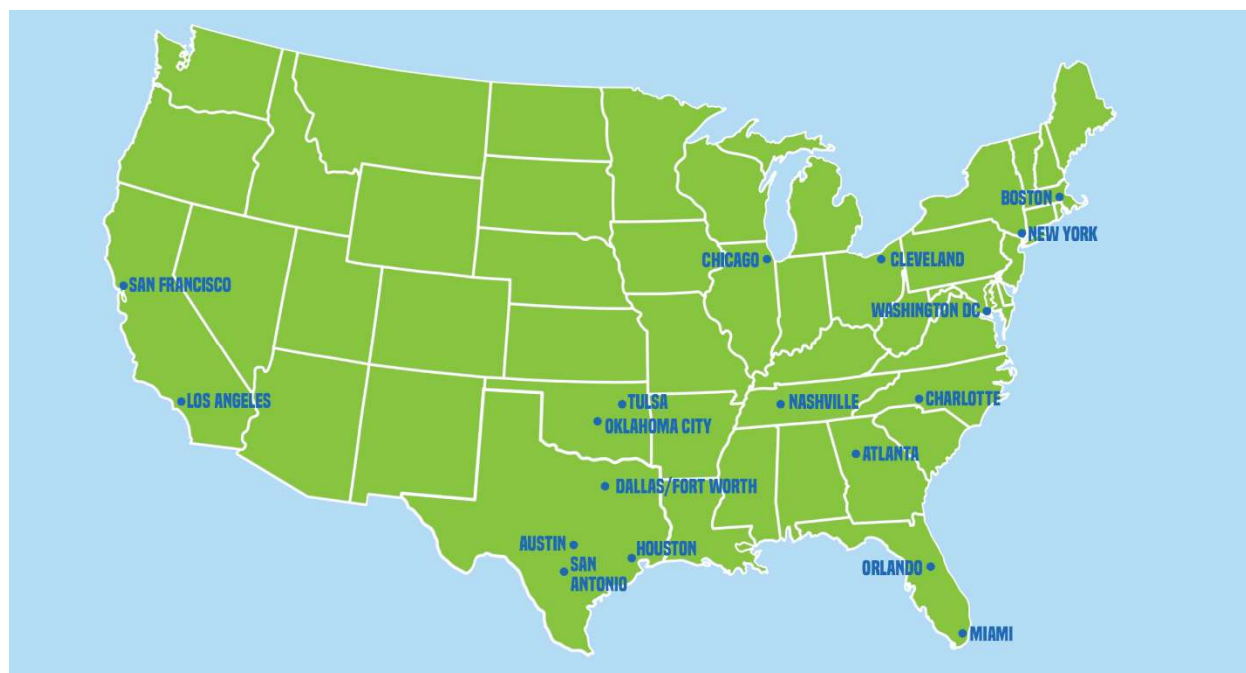 BOSTON
NEW YORK
CHICAGO
CLEVELAND
SAN FRANCISCO
WASHINGTON DC
LOS ANGELES
TULSA
NASHVILLE
CHARLOTTE
OKLAHOMA CITY
ATLANTA
DALLAS/FORT WORTH
AUSTIN
HOUSTON
SAN
ANTONIO
ORLANDO
MIAMI